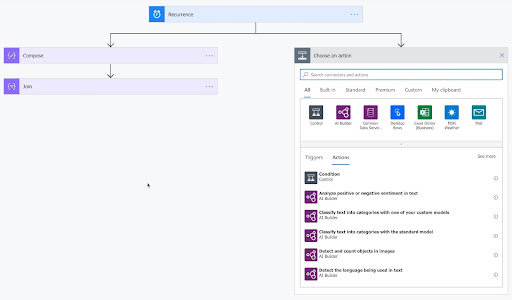 Recurrence
Compose
Join
Choose an action
Search connectors and actions
All Built-in Standard Premium Custom My clipboard
Control
AI Builder
Common
Data Servic...
Desktop
flows
Excel Online
(Business)
MSN
Weather
Mail
Triggers Actions See more
Condition
Control
Analyze positive or negative sentiment in text
AI Builder
Classify text into categories with one of your custom models
AI Builder
Classify text into categories with the standard model
AI Builder
Detect and count objects in images
AI Builder
Detect the language being used in text
AI Builder